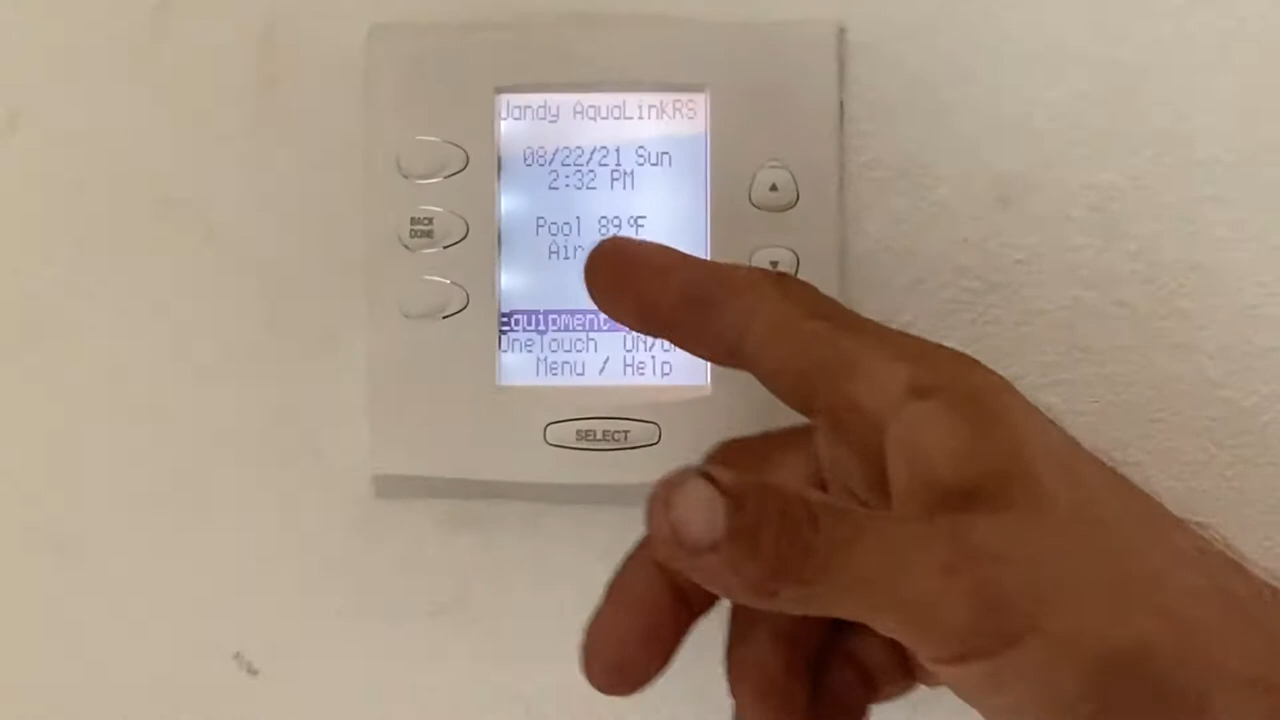 Jandy AquaLinkRS
08/22/21 Sun
2:32 PM
Pool 89°F
Air
Equipment
OneTouch ON/O
Menu / Help
BACK
DONE
SELECT